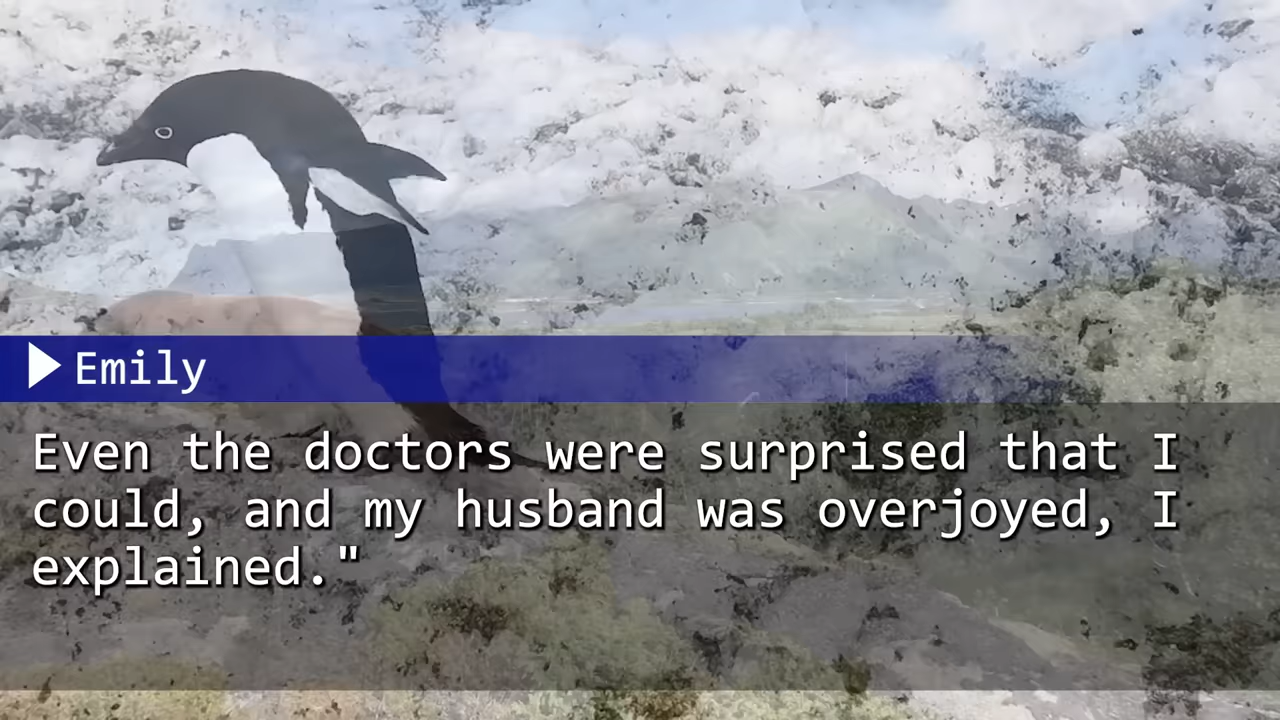 Emily
Even the doctors were surprised that I
could, and my husband was overjoyed, I
explained."